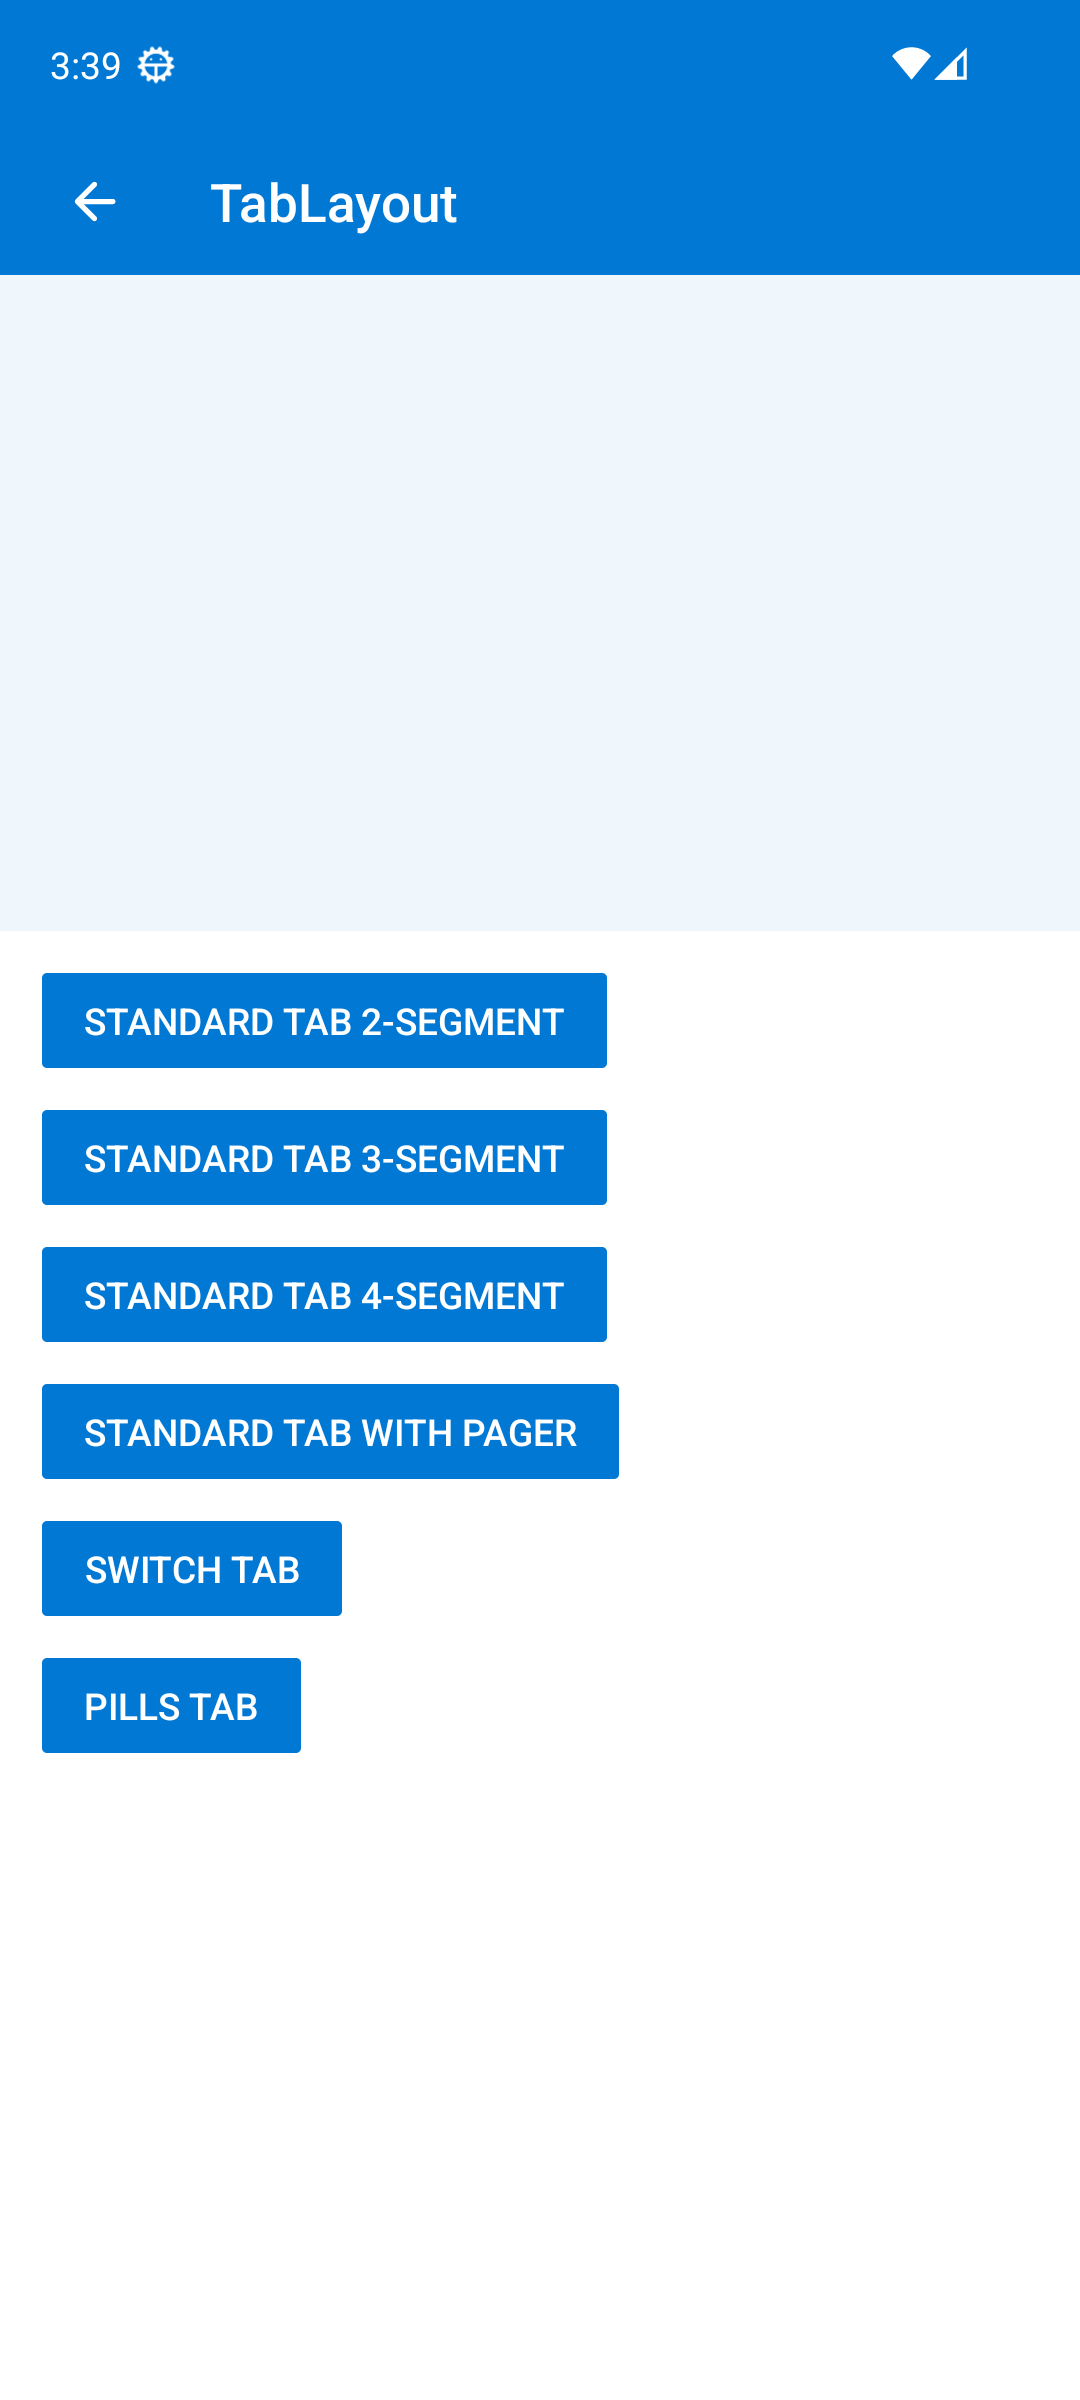 3:39
TabLayout
STANDARD TAB 2-SEGMENT
STANDARD TAB 3-SEGMENT
STANDARD TAB 4-SEGMENT
STANDARD TAB WITH PAGER
SWITCH TAB
PILLS TAB